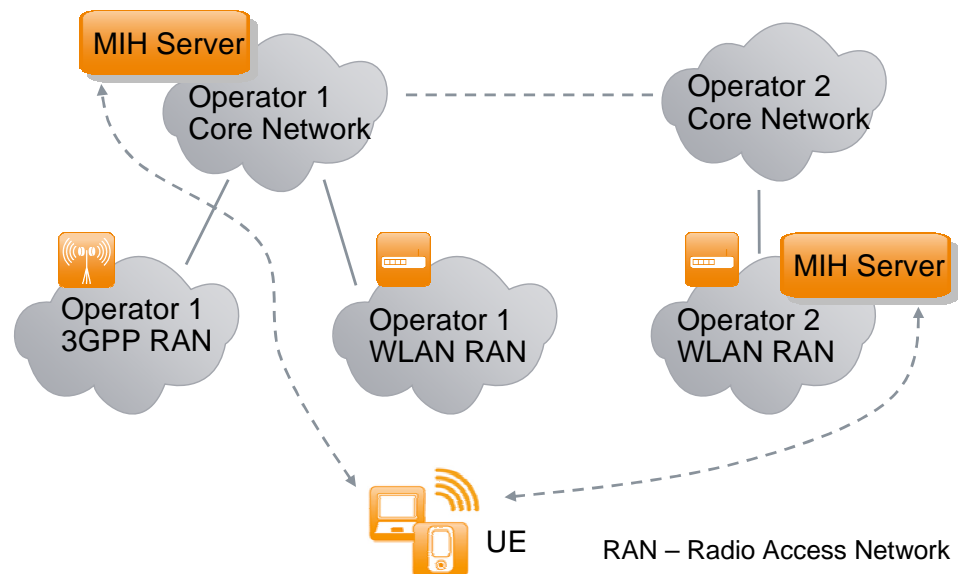 MIH Server
Operator 1
Core Network
Operator 2
Core Network
MIH Server
Operator 1
3GPP RAN
Operator 1
WLAN RAN
Operator 2
WLAN RAN
UE
RAN – Radio Access Network